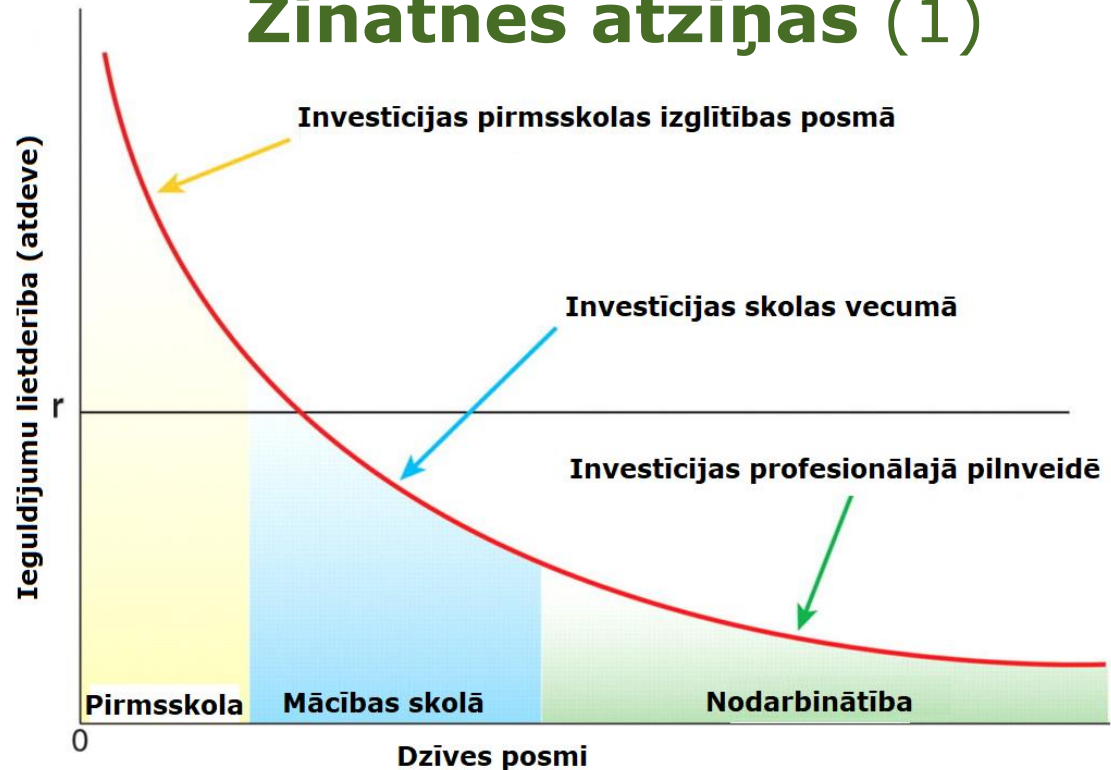 Zinātnes atziņas (1)
Investīcijas pirmsskolas izglītības posmā
Ieguldījumu lietderība (atdeve)
Investīcijas skolas vecumā
r
Investīcijas profesionālajā pilnveidē
Pirmsskola
Mācības skolā
Nodarbinātība
0
Dzīves posmi